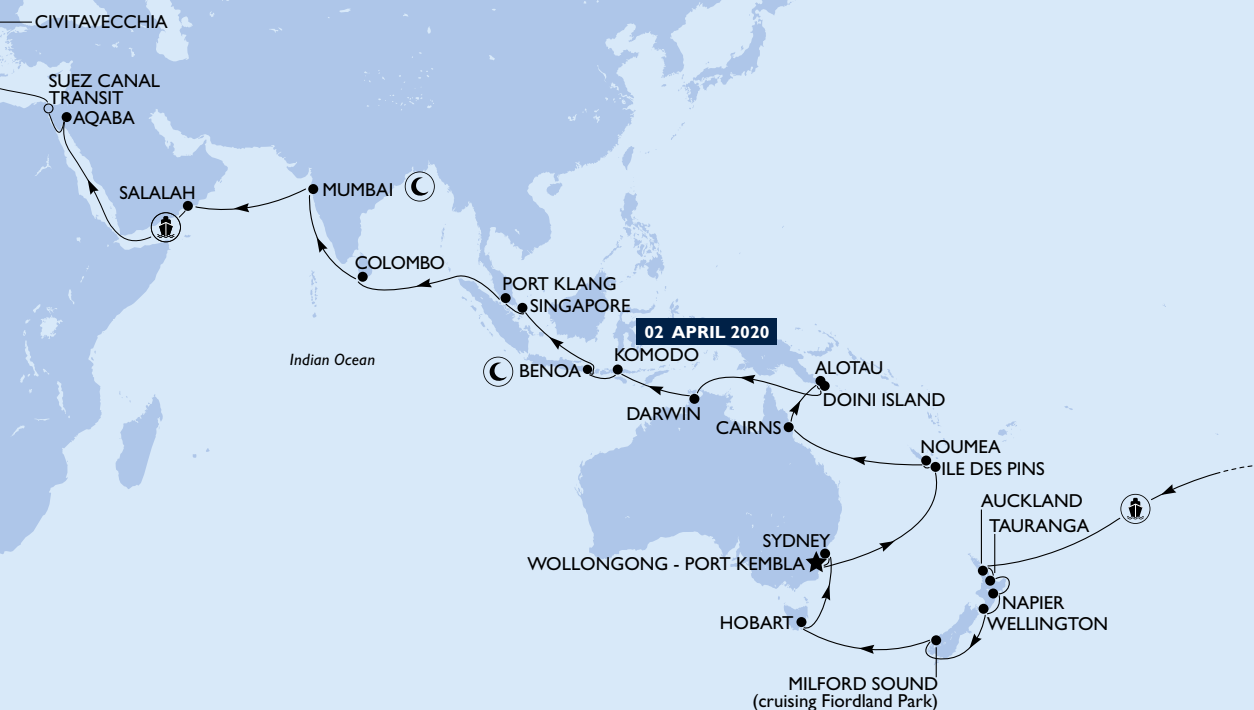 CIVITAVECCHIA
SUEZ CANAL
TRANSIT
AQABA
SALALAH
MUMBAI
COLOMBO
PORT KLANG
SINGAPORE
02 APRIL 2020
KOMODO
Indian Ocean
BENOA
ALOTAU
DOINI ISLAND
DARWIN
CAIRNS
NOUMEA
ILE DES PINS
AUCKLAND
TAURANGA
SYDNEY
WOLLONGONG - PORT KEMBLA
NAPIER
HOBART
WELLINGTON
MILFORD SOUND
(cruising Fiordland Park)